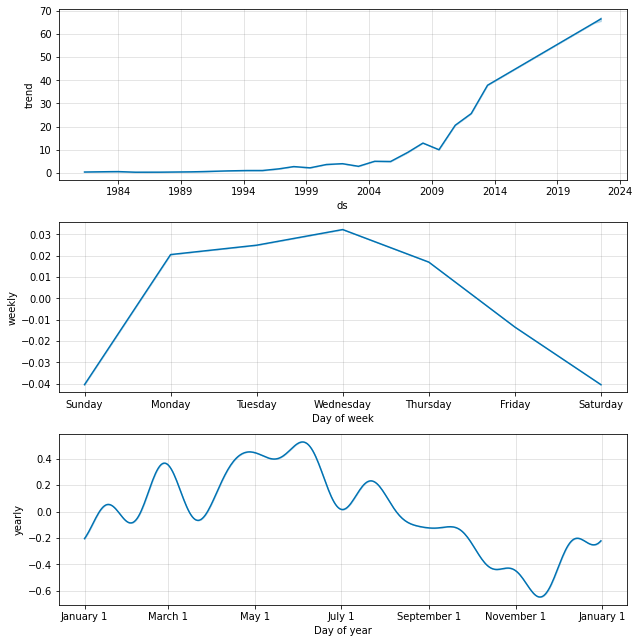 70
60
50
40
30
20
10
0
trend
1984 1989 1994 1999 2004 2009 2014 2019 2024
ds
0.03
0.02
0.01
0.00
−0.01
−0.02
−0.03
−0.04
weekly
Sunday Monday Tuesday Wednesday Thursday Friday Saturday
Day of week
0.4
0.2
0.0
−0.2
−0.4
−0.6
yearly
January 1 March 1 May 1 July 1 September 1 November 1 January 1
Day of year